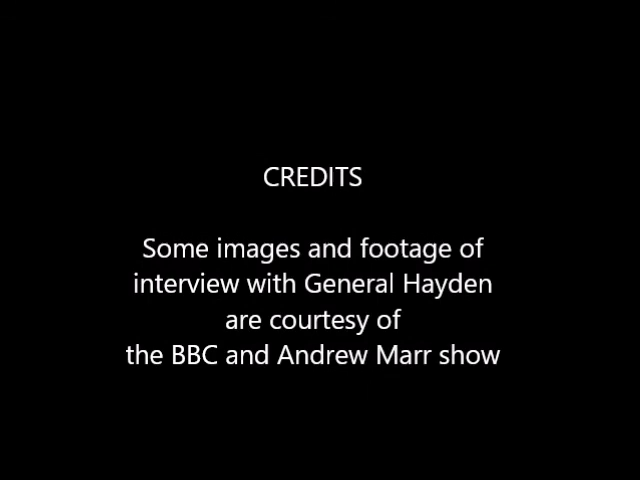 CREDITS
Some images and footage of
interview with General Hayden
are courtesy of
the BBC and Andrew Marr show